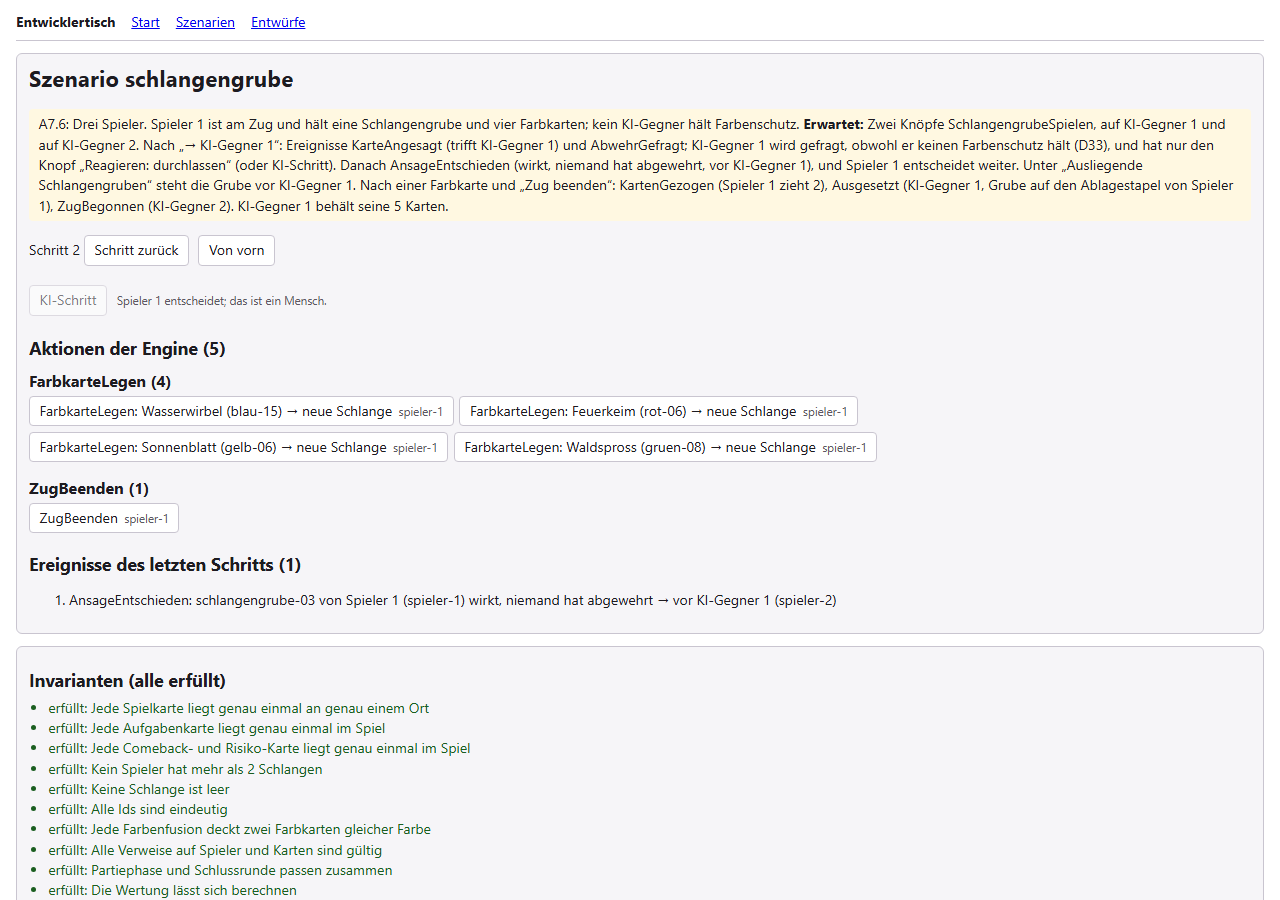 Entwicklertisch Start Szenarien Entwürfe
Szenario schlangengrube
A7.6: Drei Spieler. Spieler 1 ist am Zug und hält eine Schlangengrube und vier Farbkarten; kein KI-Gegner hält Farbenschutz. Erwartet: Zwei Knöpfe SchlangengrubeSpielen, auf KI-Gegner 1 und
auf KI-Gegner 2. Nach „→ KI-Gegner 1“: Ereignisse KarteAngesagt (trifft KI-Gegner 1) und AbwehrGefragt; KI-Gegner 1 wird gefragt, obwohl er keinen Farbenschutz hält (D33), und hat nur den
Knopf „Reagieren: durchlassen“ (oder KI-Schritt). Danach AnsageEntschieden (wirkt, niemand hat abgewehrt, vor KI-Gegner 1), und Spieler 1 entscheidet weiter. Unter „Ausliegende
Schlangengruben“ steht die Grube vor KI-Gegner 1. Nach einer Farbkarte und „Zug beenden“: KartenGezogen (Spieler 1 zieht 2), Ausgesetzt (KI-Gegner 1, Grube auf den Ablagestapel von Spieler
1), ZugBegonnen (KI-Gegner 2). KI-Gegner 1 behält seine 5 Karten.
Schritt 2 Schritt zurück Von vorn
KI-Schritt Spieler 1 entscheidet; das ist ein Mensch.
Aktionen der Engine (5)
FarbkarteLegen (4)
FarbkarteLegen: Wasserwirbel (blau-15) → neue Schlange spieler-1 FarbkarteLegen: Feuerkeim (rot-06) → neue Schlange spieler-1
FarbkarteLegen: Sonnenblatt (gelb-06) → neue Schlange spieler-1 FarbkarteLegen: Waldspross (gruen-08) → neue Schlange spieler-1
ZugBeenden (1)
ZugBeenden spieler-1
Ereignisse des letzten Schritts (1)
1. AnsageEntschieden: schlangengrube-03 von Spieler 1 (spieler-1) wirkt, niemand hat abgewehrt → vor KI-Gegner 1 (spieler-2)
Invarianten (alle erfüllt)
• erfüllt: Jede Spielkarte liegt genau einmal an genau einem Ort
• erfüllt: Jede Aufgabenkarte liegt genau einmal im Spiel
• erfüllt: Jede Comeback- und Risiko-Karte liegt genau einmal im Spiel
• erfüllt: Kein Spieler hat mehr als 2 Schlangen
• erfüllt: Keine Schlange ist leer
• erfüllt: Alle Ids sind eindeutig
• erfüllt: Jede Farbenfusion deckt zwei Farbkarten gleicher Farbe
• erfüllt: Alle Verweise auf Spieler und Karten sind gültig
• erfüllt: Partiephase und Schlussrunde passen zusammen
• erfüllt: Die Wertung lässt sich berechnen